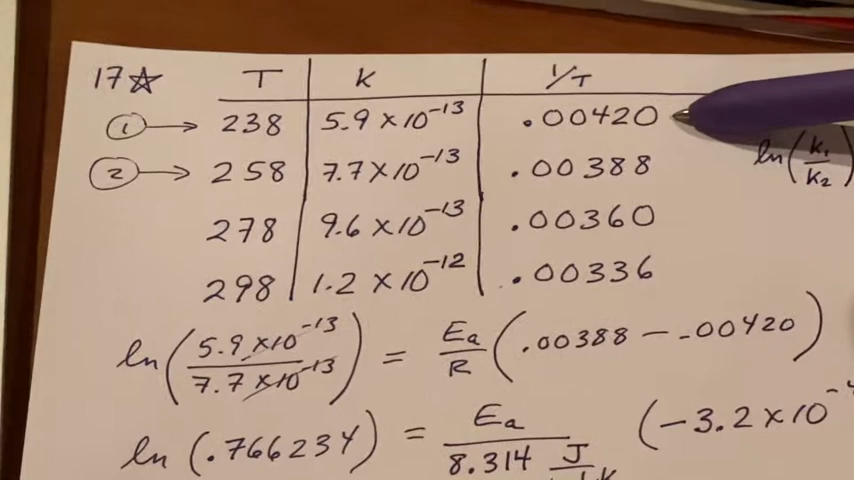 17☆ T K 1/T
① → 238 5.9 × 10⁻¹³ .00420
② → 258 7.7 × 10⁻¹³ .00388
ln(k₁/k₂)
278 9.6 × 10⁻¹³ .00360
298 1.2 × 10⁻¹² .00336
ln(5.9 × 10⁻¹³ / 7.7 × 10⁻¹³) = Ea/R (.00388 — .00420)
ln(.766234) = Ea / 8.314 J (−3.2 × 10⁻⁴